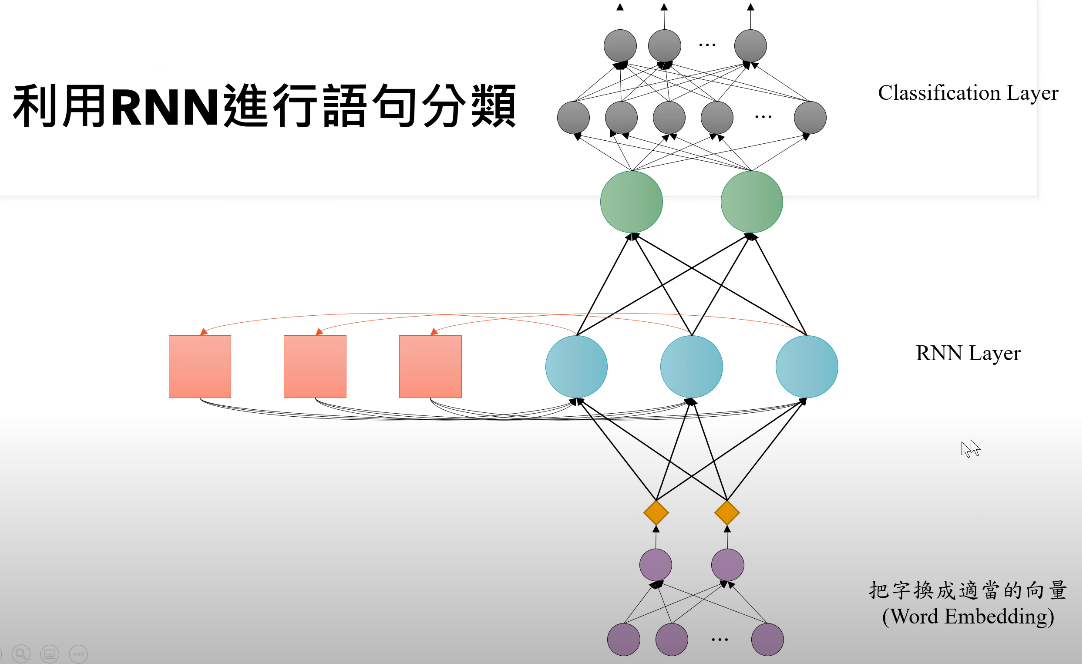 利用RNN進行語句分類
Classification Layer
...
...
RNN Layer
把字換成適當的向量
(Word Embedding)
...